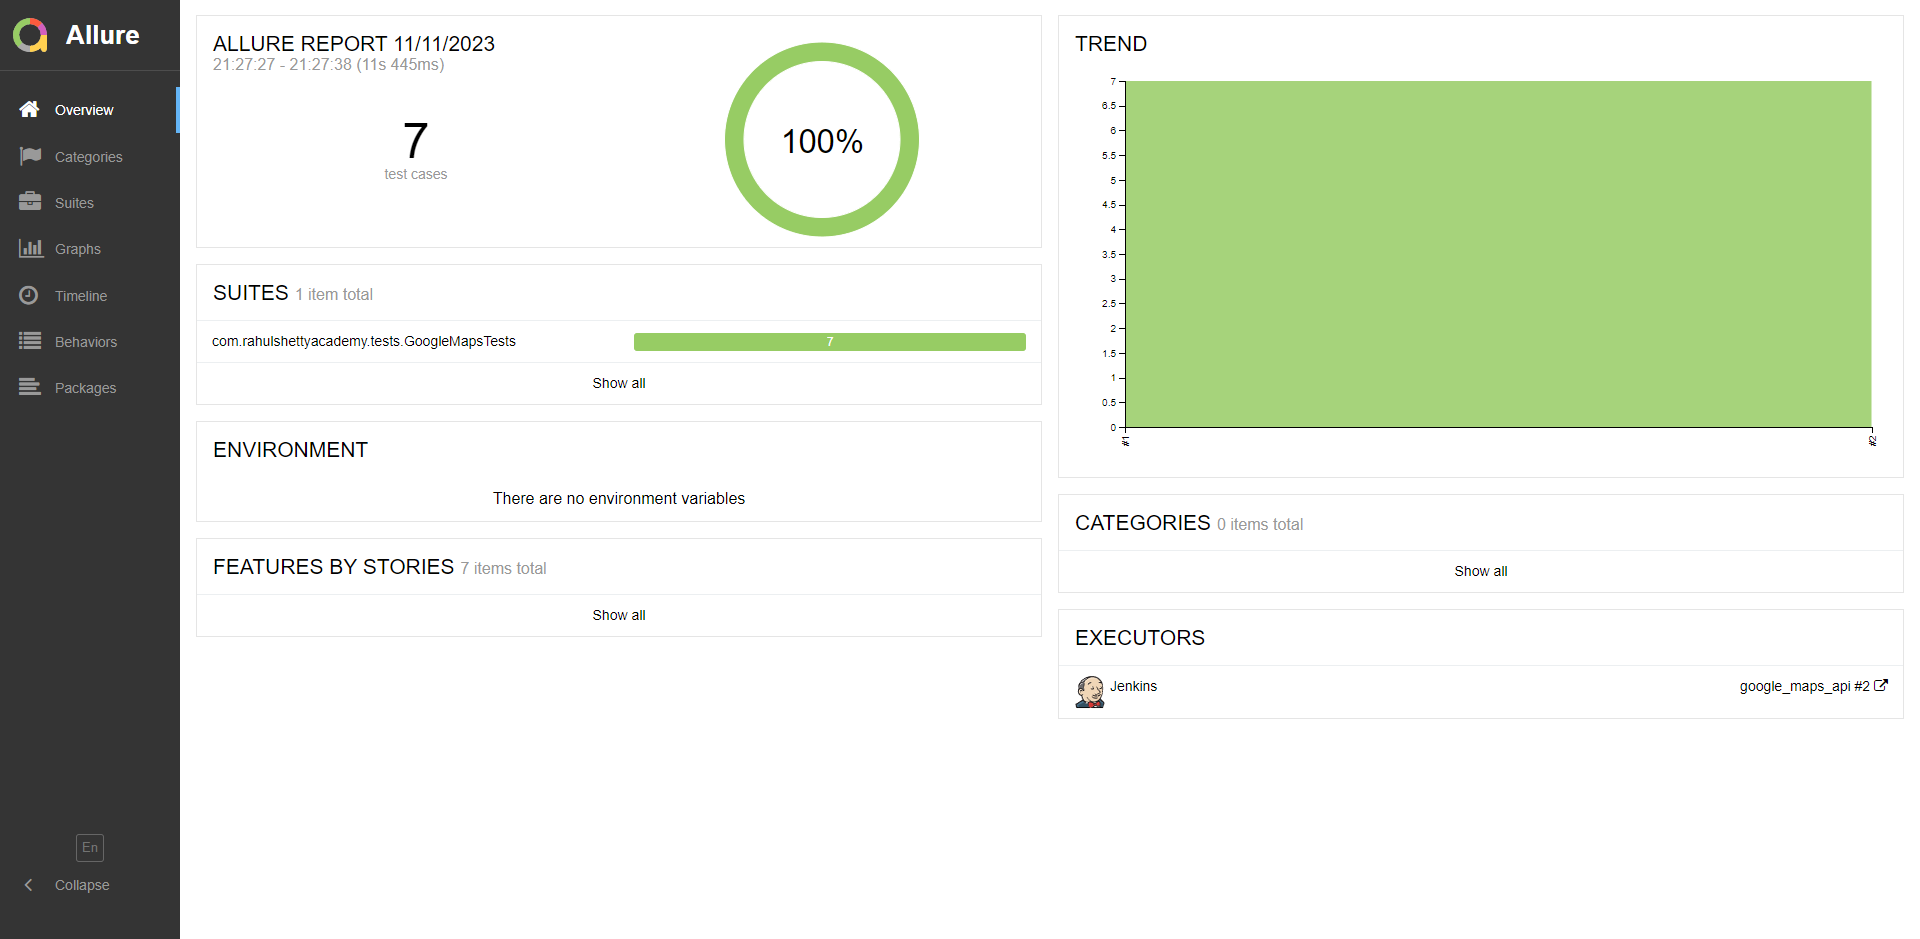 Allure
Overview
Categories
Suites
Graphs
Timeline
Behaviors
Packages
En
Collapse
ALLURE REPORT 11/11/2023
21:27:27 - 21:27:38 (11s 445ms)
7
test cases
100%
SUITES 1 item total
com.rahulshettyacademy.tests.GoogleMapsTests 7
Show all
ENVIRONMENT
There are no environment variables
FEATURES BY STORIES 7 items total
Show all
TREND
7
6.5
6
5.5
5
4.5
4
3.5
3
2.5
2
1.5
1
0.5
0
#1 #2
CATEGORIES 0 items total
Show all
EXECUTORS
Jenkins google_maps_api #2